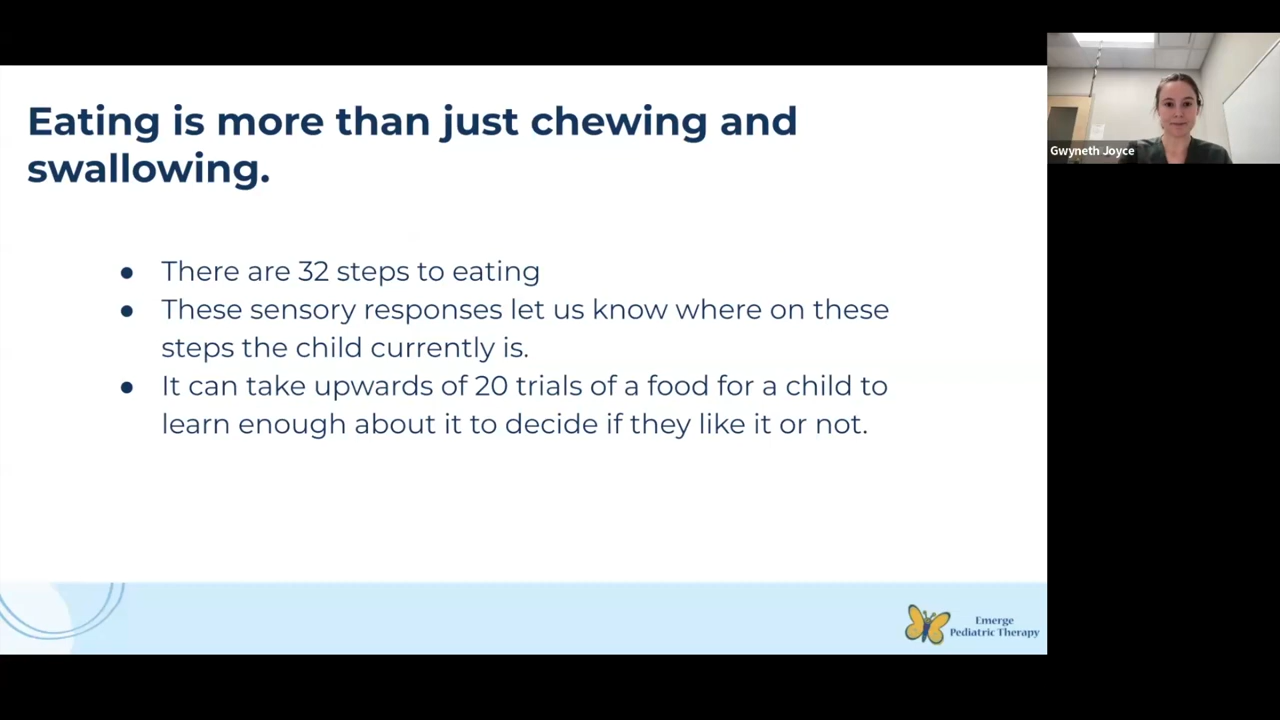 Eating is more than just chewing and
swallowing.
● There are 32 steps to eating
● These sensory responses let us know where on these
steps the child currently is.
● It can take upwards of 20 trials of a food for a child to
learn enough about it to decide if they like it or not.
Emerge
Pediatric Therapy
Gwyneth Joyce